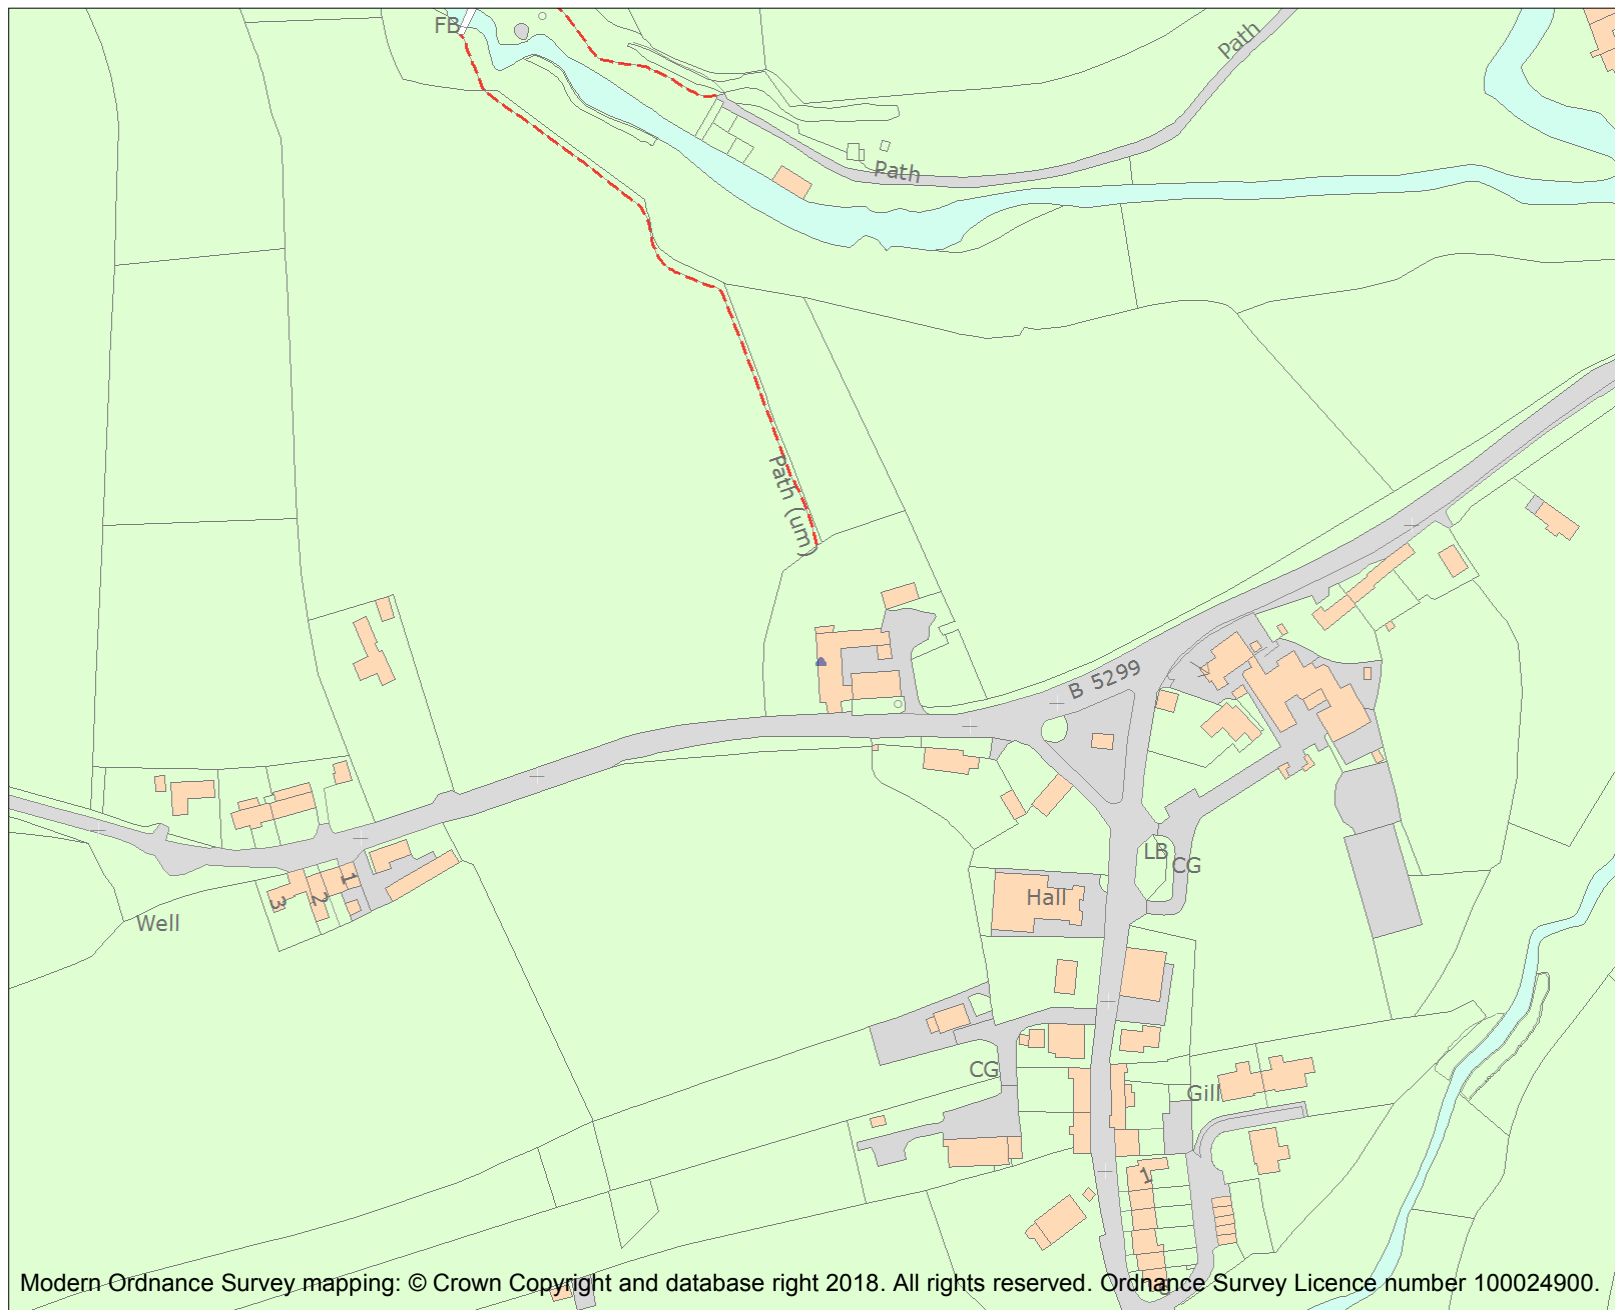 FB
Path
Path
Path (um)
B 5299
LB
CG
1
2
3
Hall
Well
CG
Gill
1
Modern Ordnance Survey mapping: © Crown Copyright and database right 2018. All rights reserved. Ordnance Survey Licence number 100024900.